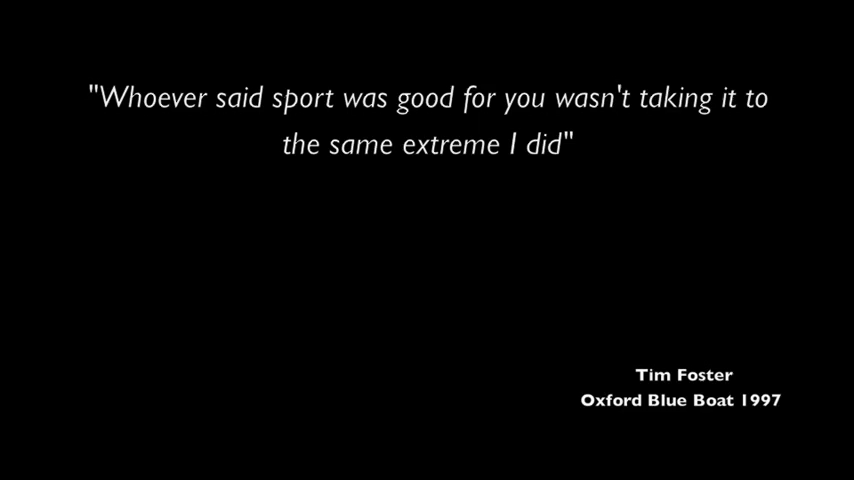 "Whoever said sport was good for you wasn't taking it to
the same extreme I did"
Tim Foster
Oxford Blue Boat 1997